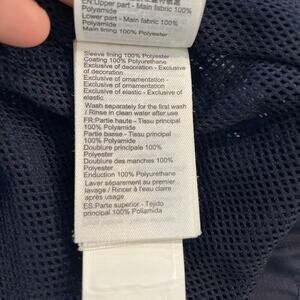 EN:Upper part - Main fabric 100%
Polyamide
Lower part - Main fabric 100%
Polyamide
Main lining 100% Polyester
Sleeve lining 100% Polyester
Coating 100% Polyurethane
Exclusive of decoration - Exclusive
of decoration
Exclusive of ornamentation -
Exclusive of ornamentation
Exclusive of elastic - Exclusive of
elastic
Wash separately for the first wash
/ Rinse in clean water after use
FR:Partie haute - Tissu principal
100% Polyamide
Partie basse - Tissu principal
100% Polyamide
Doublure principale 100%
Polyester
Doublure des manches 100%
Polyester
Enduction 100% Polyuréthane
Laver séparément au premier
lavage / Rincer à l'eau claire
après usage
ES:Parte superior - Tejido
principal 100% Poliamida